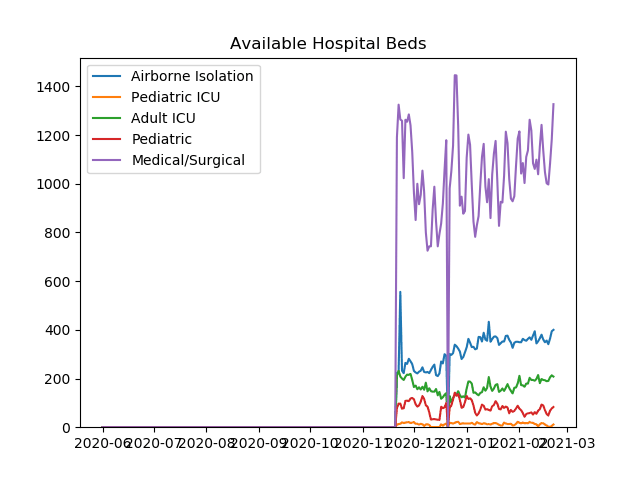 Available Hospital Beds
Airborne Isolation
Pediatric ICU
Adult ICU
Pediatric
Medical/Surgical
1400
1200
1000
800
600
400
200
0
2020-06 2020-07 2020-08 2020-09 2020-10 2020-11 2020-12 2021-01 2021-02 2021-03